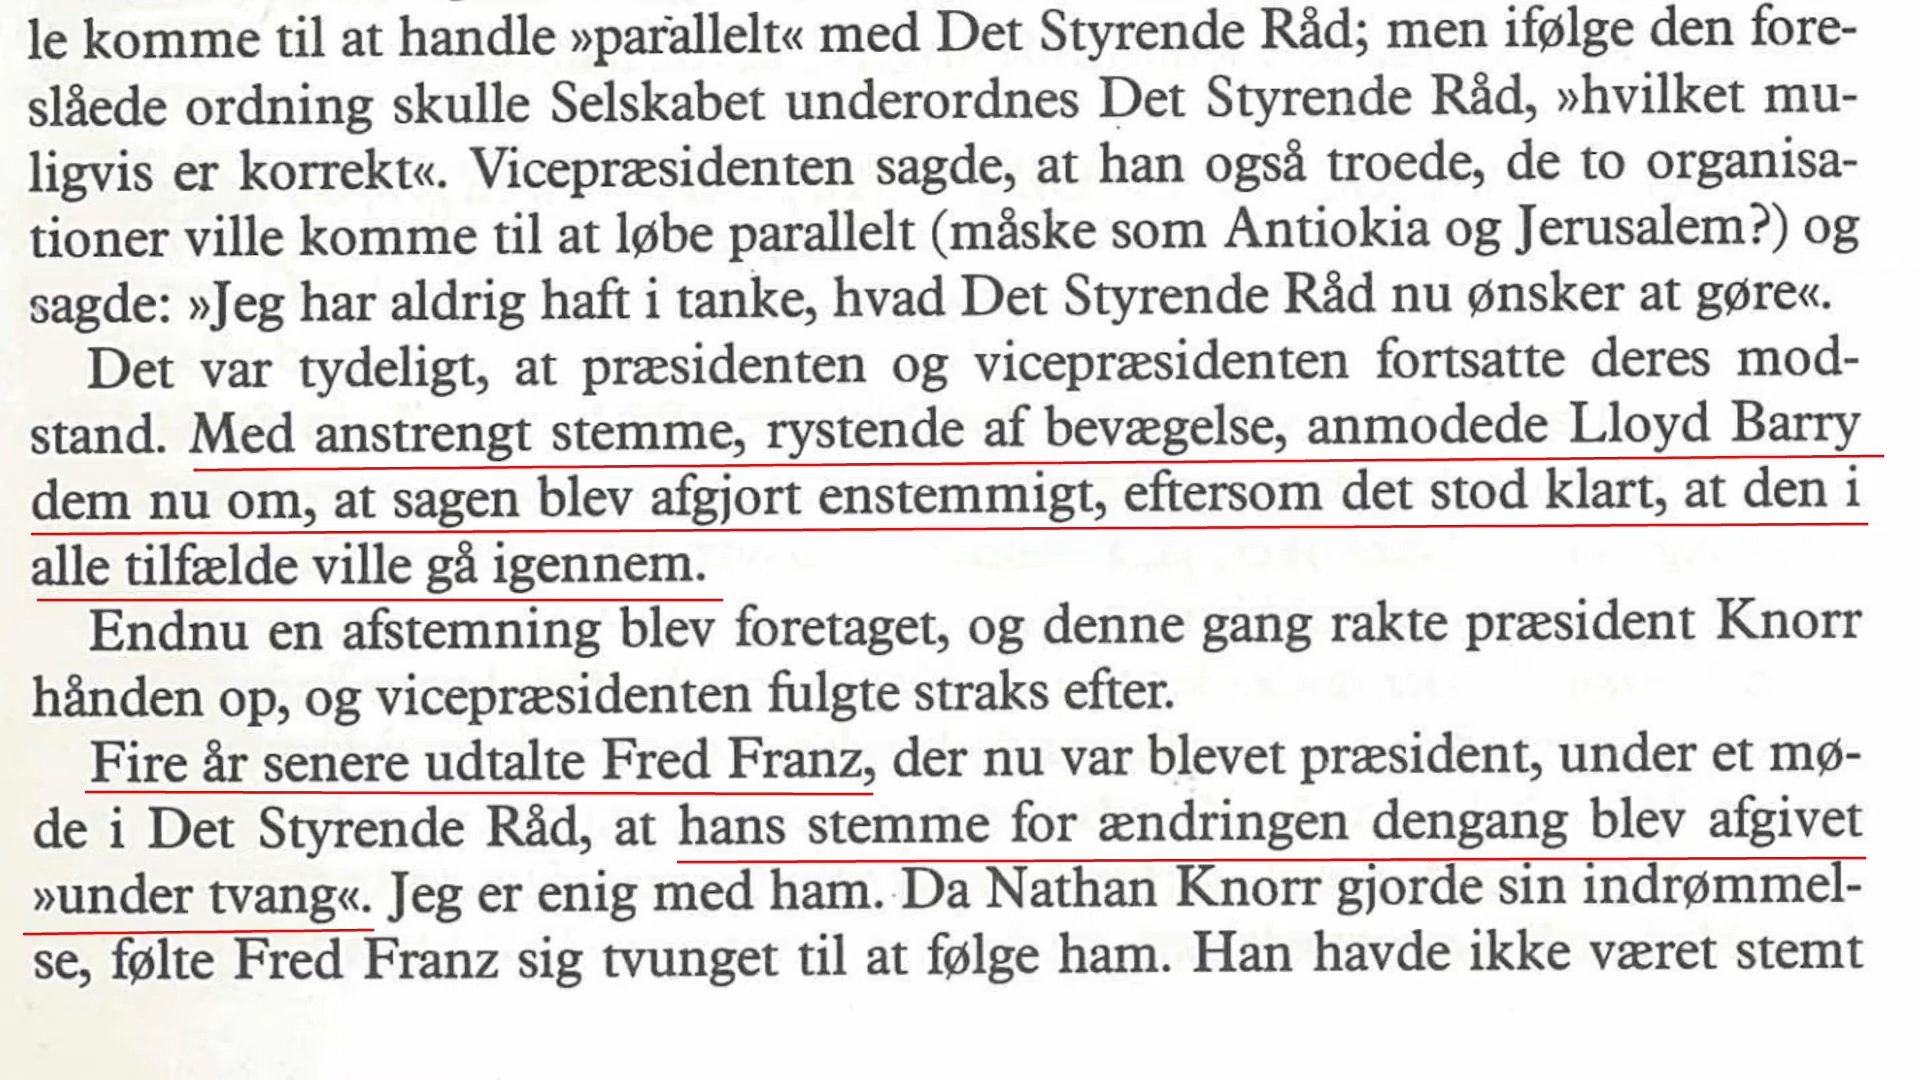 le komme til at handle »parallelt« med Det Styrende Råd; men ifølge den fore-
slåede ordning skulle Selskabet underordnes Det Styrende Råd, »hvilket mu-
ligvis er korrekt«. Vicepræsidenten sagde, at han også troede, de to organisa-
tioner ville komme til at løbe parallelt (måske som Antiokia og Jerusalem?) og
sagde: »Jeg har aldrig haft i tanke, hvad Det Styrende Råd nu ønsker at gøre«.
Det var tydeligt, at præsidenten og vicepræsidenten fortsatte deres mod-
stand. Med anstrengt stemme, rystende af bevægelse, anmodede Lloyd Barry
dem nu om, at sagen blev afgjort enstemmigt, eftersom det stod klart, at den i
alle tilfælde ville gå igennem.
Endnu en afstemning blev foretaget, og denne gang rakte præsident Knorr
hånden op, og vicepræsidenten fulgte straks efter.
Fire år senere udtalte Fred Franz, der nu var blevet præsident, under et mø-
de i Det Styrende Råd, at hans stemme for ændringen dengang blev afgivet
»under tvang«. Jeg er enig med ham. Da Nathan Knorr gjorde sin indrømmel-
se, følte Fred Franz sig tvunget til at følge ham. Han havde ikke været stemt